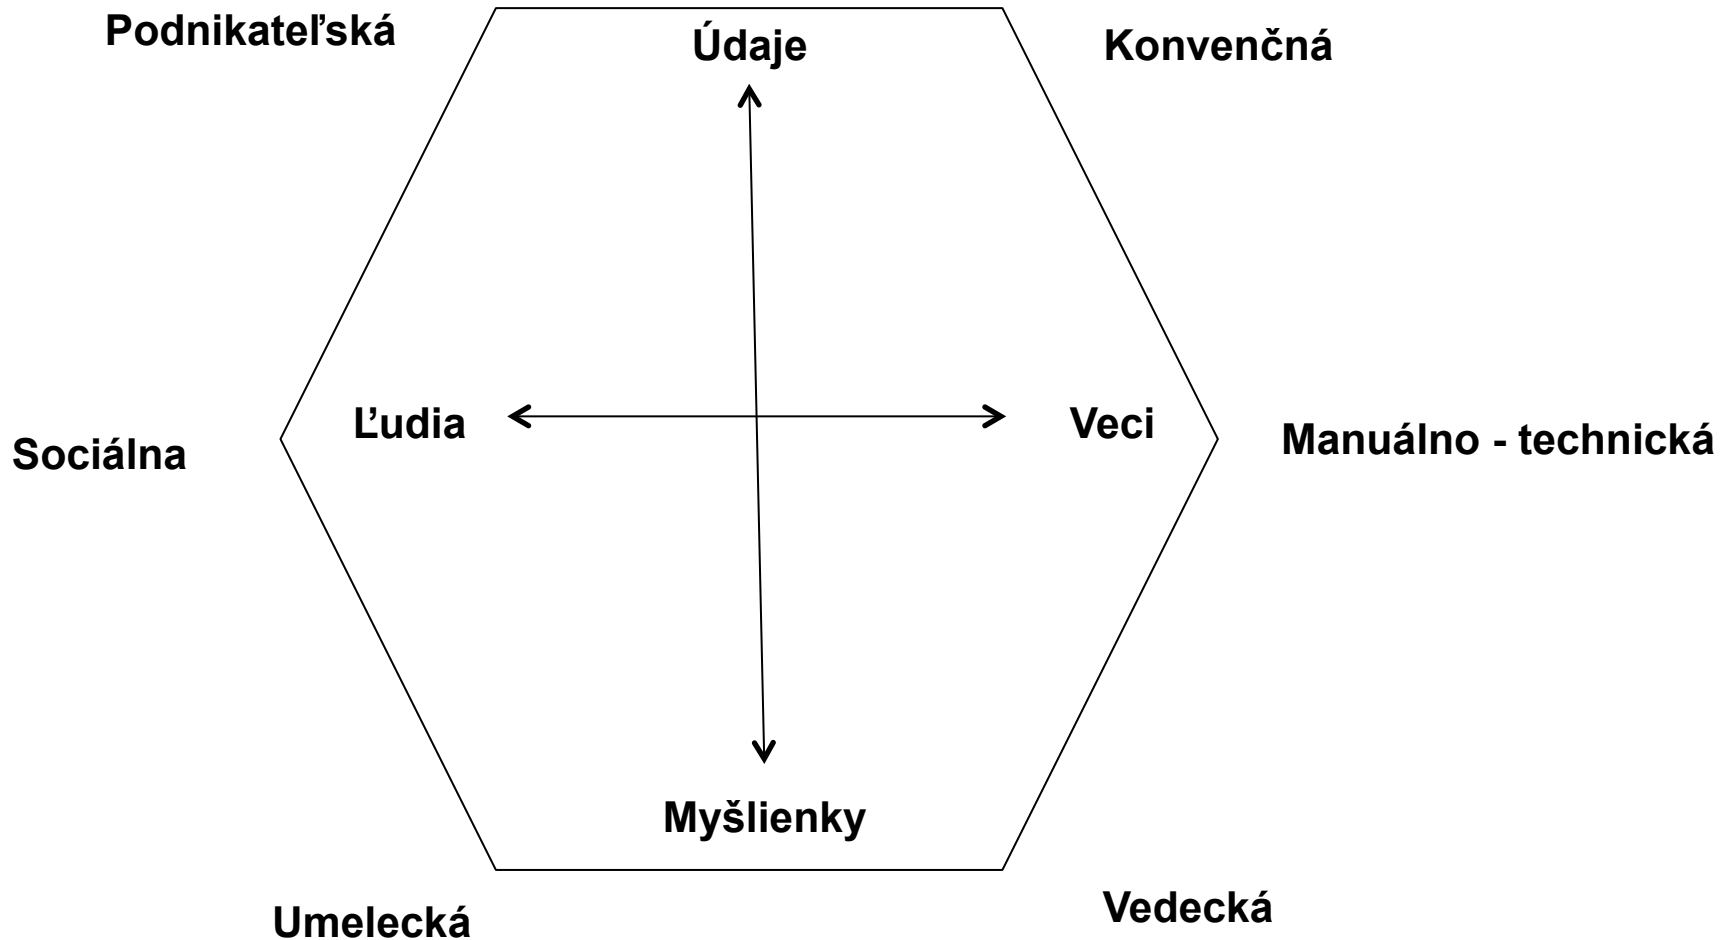 Podnikateľská
Údaje
Konvenčná
Ľudia
Veci
Sociálna
Manuálno - technická
Myšlienky
Umelecká
Vedecká